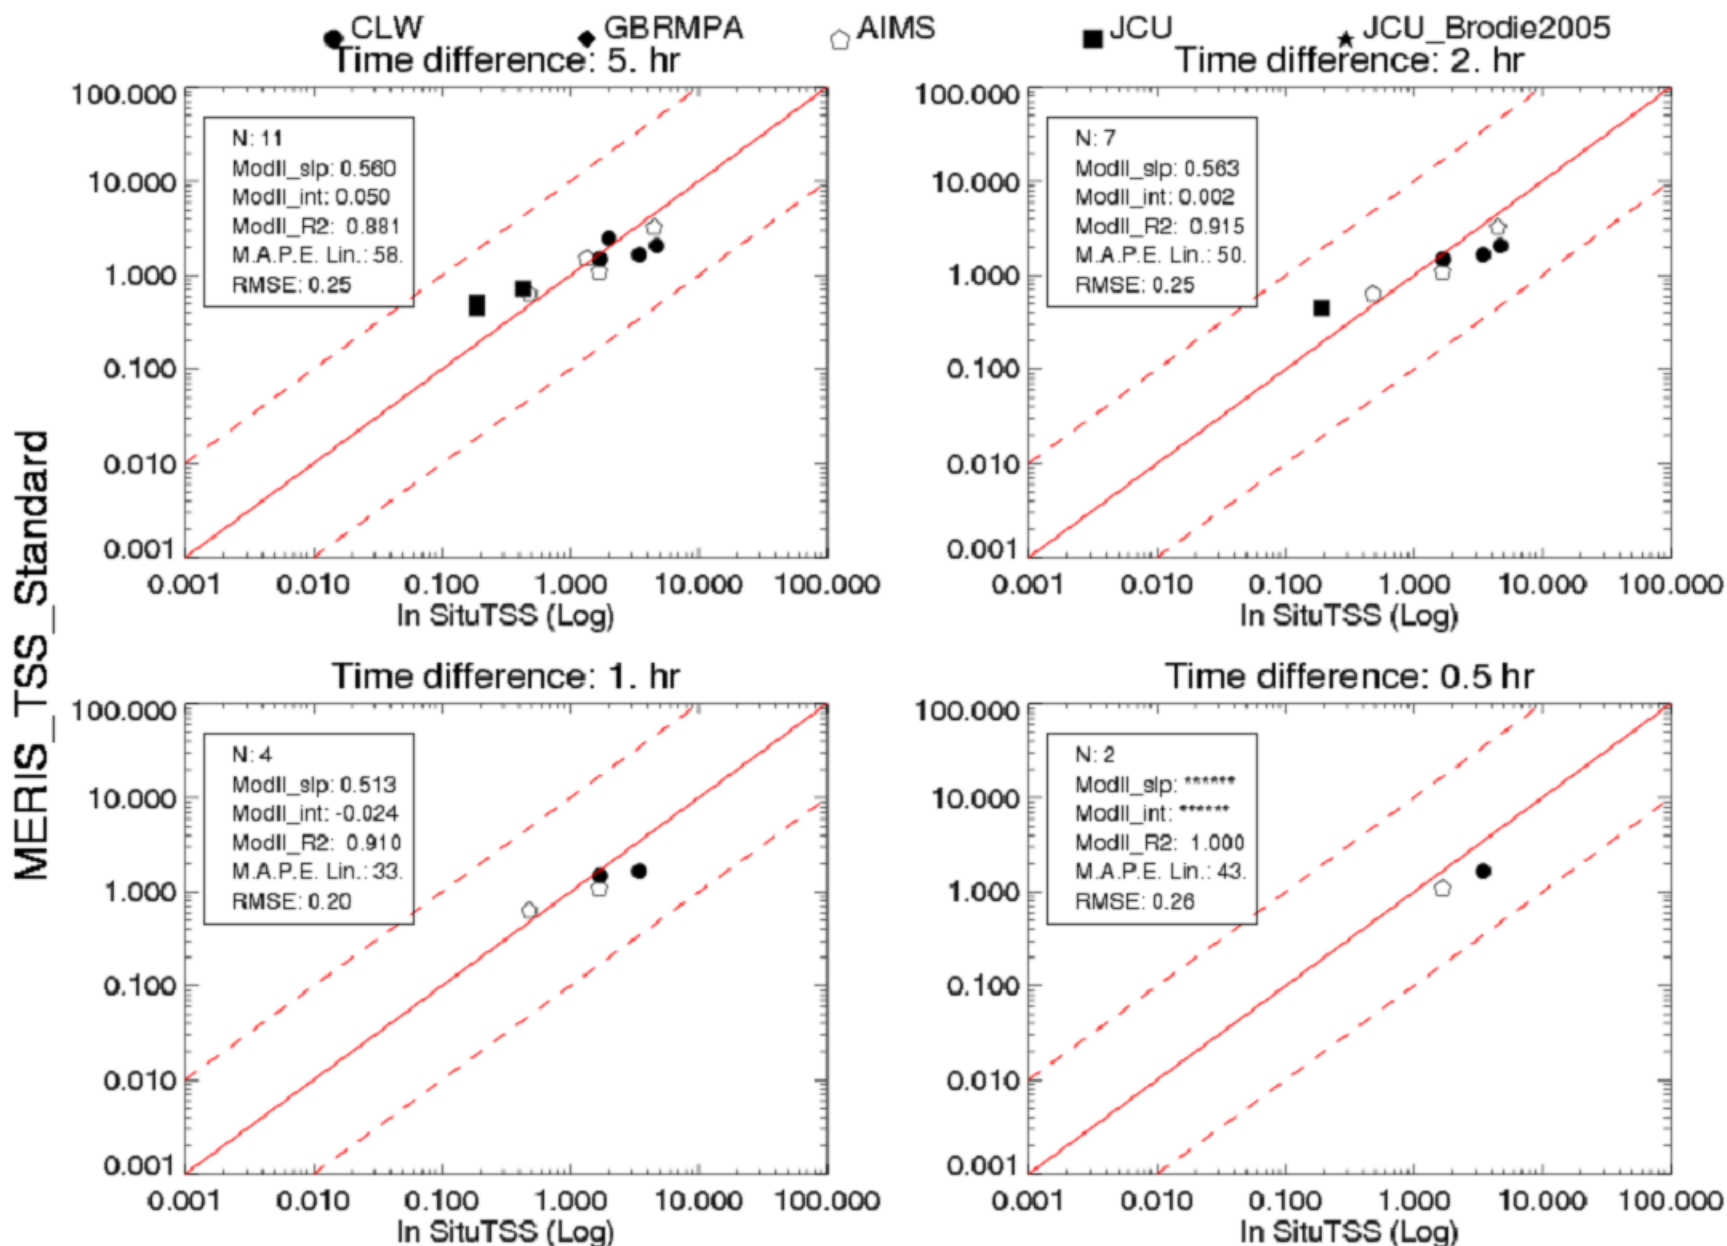 CLW GBRMPA AIMS JCU JCU_Brodie2005
Time difference: 5. hr
100.000
10.000
1.000
0.100
0.010
0.001
N: 11
ModII_slp: 0.560
ModII_int: 0.050
ModII_R2: 0.881
M.A.P.E. Lin.: 58.
RMSE: 0.25
0.001 0.010 0.100 1.000 10.000 100.000
In SituTSS (Log)
Time difference: 2. hr
100.000
10.000
1.000
0.100
0.010
0.001
N: 7
ModII_slp: 0.563
ModII_int: 0.002
ModII_R2: 0.915
M.A.P.E. Lin.: 50.
RMSE: 0.25
0.001 0.010 0.100 1.000 10.000 100.000
In SituTSS (Log)
MERIS_TSS_Standard
Time difference: 1. hr
100.000
10.000
1.000
0.100
0.010
0.001
N: 4
ModII_slp: 0.513
ModII_int: -0.024
ModII_R2: 0.910
M.A.P.E. Lin.: 33.
RMSE: 0.20
0.001 0.010 0.100 1.000 10.000 100.000
In SituTSS (Log)
Time difference: 0.5 hr
100.000
10.000
1.000
0.100
0.010
0.001
N: 2
ModII_slp: ******
ModII_int: ******
ModII_R2: 1.000
M.A.P.E. Lin.: 43.
RMSE: 0.26
0.001 0.010 0.100 1.000 10.000 100.000
In SituTSS (Log)